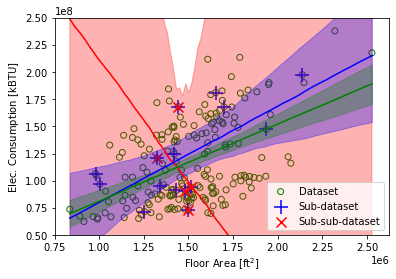 1e8
2.50
2.25
2.00
1.75
1.50
1.25
1.00
0.75
0.50
Elec. Consumption [kBTU]
Dataset
Sub-dataset
Sub-sub-dataset
0.75 1.00 1.25 1.50 1.75 2.00 2.25 2.50
1e6
Floor Area [ft²]